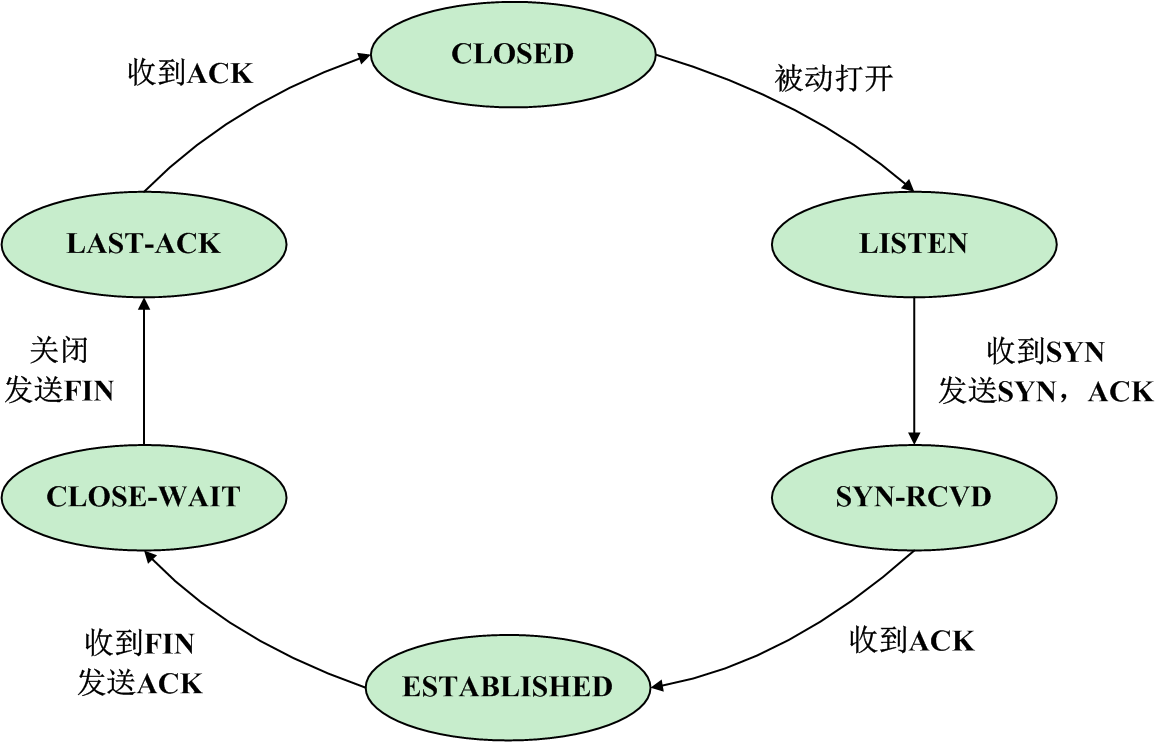 CLOSED
收到ACK
被动打开
LAST-ACK
LISTEN
关闭
发送FIN
收到SYN
发送SYN，ACK
CLOSE-WAIT
SYN-RCVD
收到FIN
发送ACK
收到ACK
ESTABLISHED